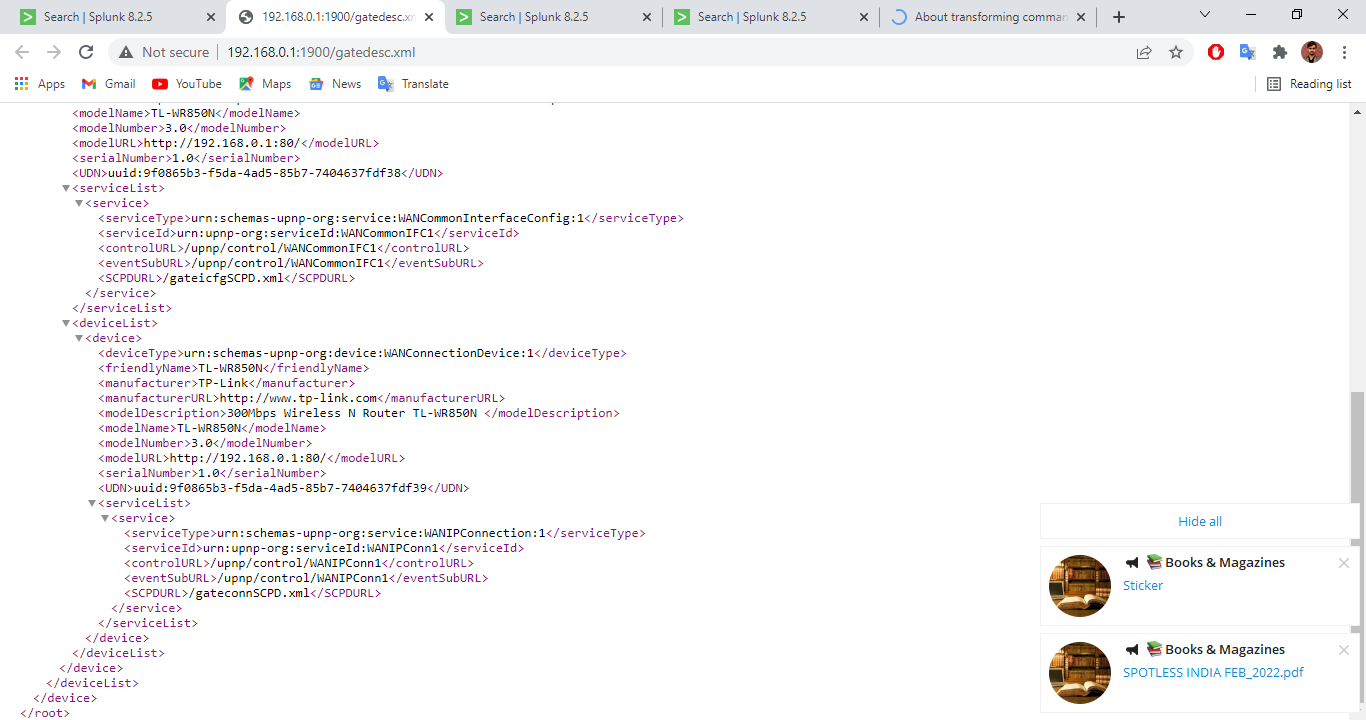 Search | Splunk 8.2.5
192.168.0.1:1900/gatedesc.xm
Search | Splunk 8.2.5
Search | Splunk 8.2.5
About transforming comman
Not secure
192.168.0.1:1900/gatedesc.xml
Apps
Gmail
YouTube
Maps
News
Translate
Reading list
<modelName>TL-WR850N</modelName>
<modelNumber>3.0</modelNumber>
<modelURL>http://192.168.0.1:80/</modelURL>
<serialNumber>1.0</serialNumber>
<UDN>uuid:9f0865b3-f5da-4ad5-85b7-7404637fdf38</UDN>
<serviceList>
<service>
<serviceType>urn:schemas-upnp-org:service:WANCommonInterfaceConfig:1</serviceType>
<serviceId>urn:upnp-org:serviceId:WANCommonIFC1</serviceId>
<controlURL>/upnp/control/WANCommonIFC1</controlURL>
<eventSubURL>/upnp/control/WANCommonIFC1</eventSubURL>
<SCPDURL>/gateicfgSCPD.xml</SCPDURL>
</service>
</serviceList>
<deviceList>
<device>
<deviceType>urn:schemas-upnp-org:device:WANConnectionDevice:1</deviceType>
<friendlyName>TL-WR850N</friendlyName>
<manufacturer>TP-Link</manufacturer>
<manufacturerURL>http://www.tp-link.com</manufacturerURL>
<modelDescription>300Mbps Wireless N Router TL-WR850N </modelDescription>
<modelName>TL-WR850N</modelName>
<modelNumber>3.0</modelNumber>
<modelURL>http://192.168.0.1:80/</modelURL>
<serialNumber>1.0</serialNumber>
<UDN>uuid:9f0865b3-f5da-4ad5-85b7-7404637fdf39</UDN>
<serviceList>
<service>
<serviceType>urn:schemas-upnp-org:service:WANIPConnection:1</serviceType>
<serviceId>urn:upnp-org:serviceId:WANIPConn1</serviceId>
<controlURL>/upnp/control/WANIPConn1</controlURL>
<eventSubURL>/upnp/control/WANIPConn1</eventSubURL>
<SCPDURL>/gateconnSCPD.xml</SCPDURL>
</service>
</serviceList>
</device>
</deviceList>
</device>
</deviceList>
</device>
</root>
Hide all
Books & Magazines
Sticker
Books & Magazines
SPOTLESS INDIA FEB_2022.pdf